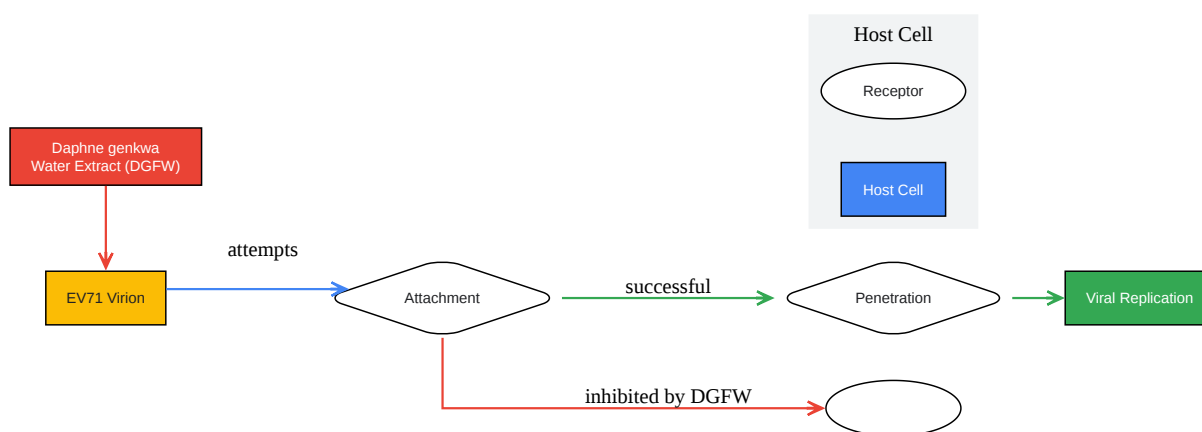 Host Cell
Receptor
Daphne genkwa
Water Extract (DGFW)
Host Cell
attempts
EV71 Virion
Attachment
successful
Penetration
Viral Replication
inhibited by DGFW